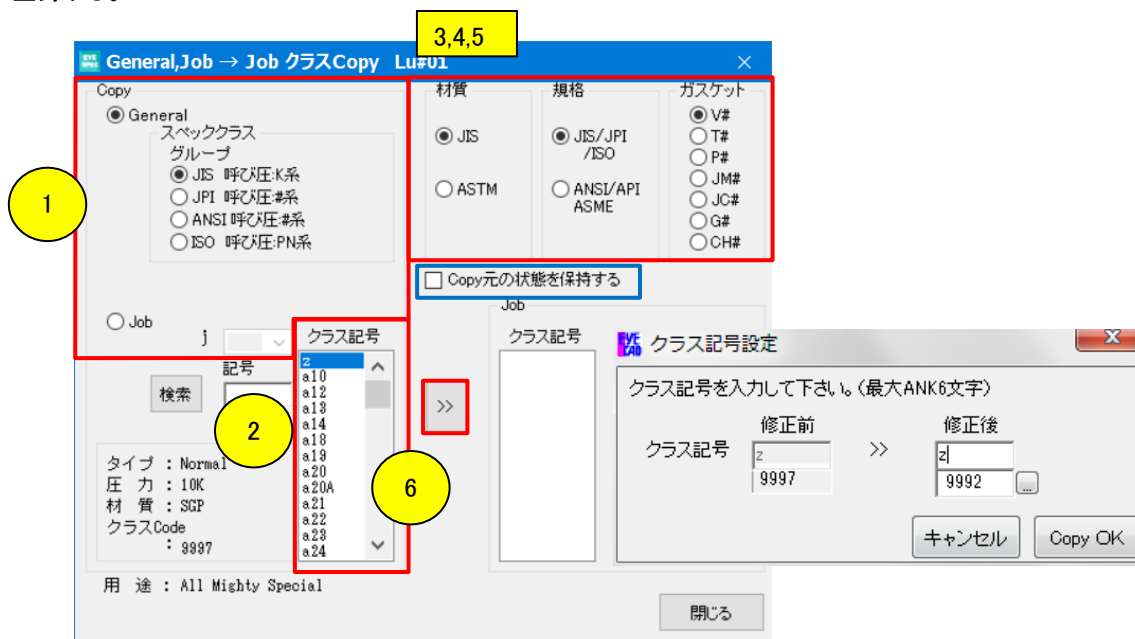 3,4,5
EYE SPEC General,Job → Job クラスCopy Lu#01 ×
Copy
General
スペッククラス
グループ
JIS 呼び圧:K系
JPI 呼び圧:#系
ANSI 呼び圧:#系
ISO 呼び圧:PN系
1
Job
j
材質
JIS
ASTM
規格
JIS/JPI
/ISO
ANSI/API
ASME
ガスケット
V#
T#
P#
JM#
JC#
G#
CH#
Copy元の状態を保持する
記号
検索
2
クラス記号
z
a10
a12
a13
a14
a18
a19
a20
a20A
a21
a22
a23
a24
6
>>
Job
クラス記号
タイプ : Normal
圧 力 : 10K
材 質 : SGP
クラスCode
: 9997
用 途 : All Mighty Special
閉じる
EYE CAD クラス記号設定 x
クラス記号を入力して下さい。(最大ANK6文字)
修正前 修正後
クラス記号 z >> z
9997 9992 ...
キャンセル Copy OK